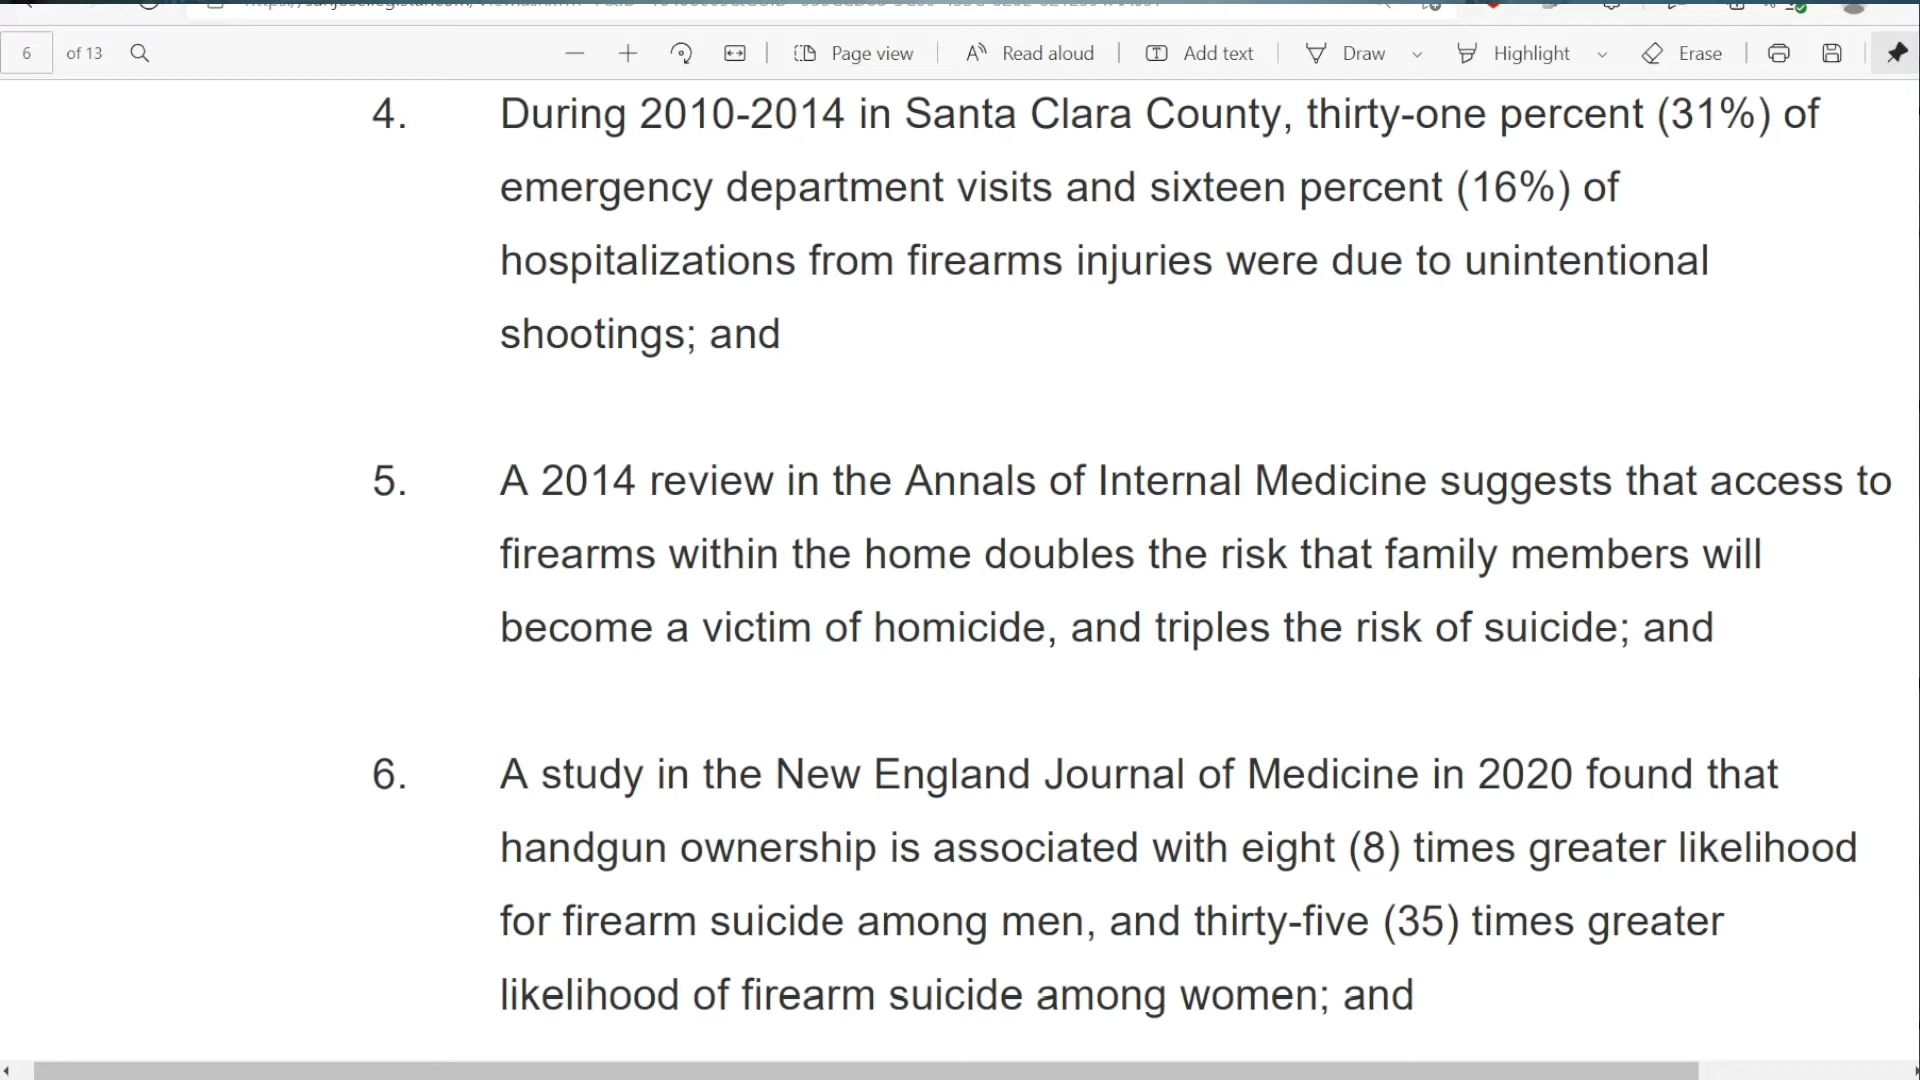 6 of 13 Page view Read aloud Add text Draw Highlight Erase
4. During 2010-2014 in Santa Clara County, thirty-one percent (31%) of
emergency department visits and sixteen percent (16%) of
hospitalizations from firearms injuries were due to unintentional
shootings; and
5. A 2014 review in the Annals of Internal Medicine suggests that access to
firearms within the home doubles the risk that family members will
become a victim of homicide, and triples the risk of suicide; and
6. A study in the New England Journal of Medicine in 2020 found that
handgun ownership is associated with eight (8) times greater likelihood
for firearm suicide among men, and thirty-five (35) times greater
likelihood of firearm suicide among women; and